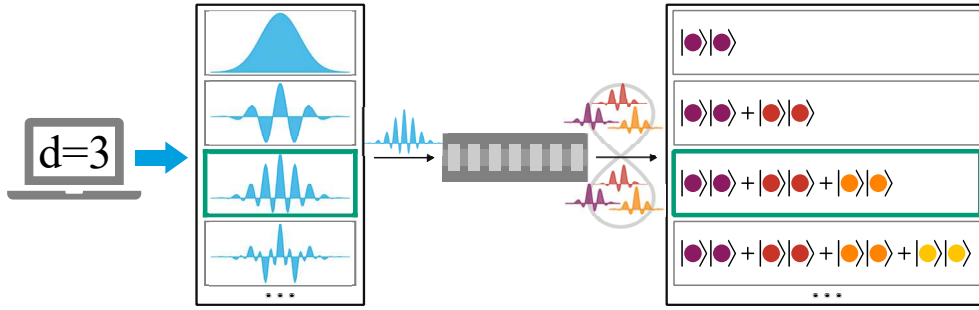 d=3
...
| ⟩| ⟩
| ⟩| ⟩+| ⟩| ⟩
| ⟩| ⟩+| ⟩| ⟩+| ⟩| ⟩
| ⟩| ⟩+| ⟩| ⟩+| ⟩| ⟩+| ⟩| ⟩
...